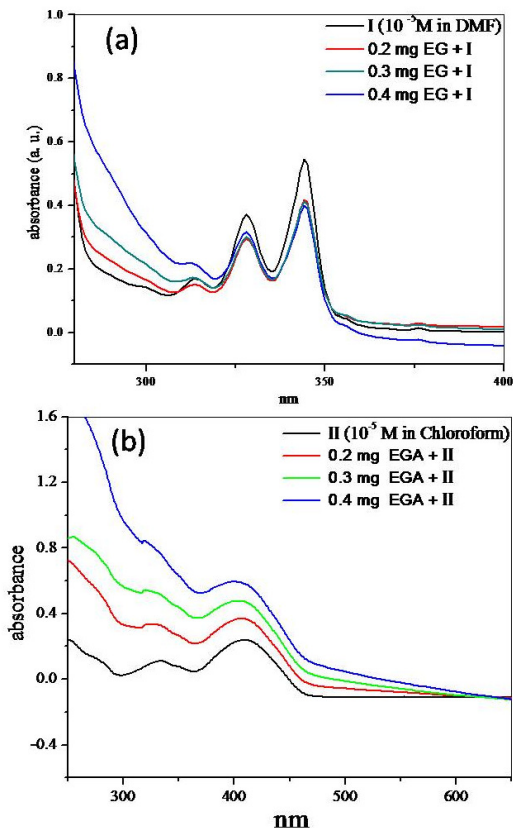 (a)
I (10⁻⁵M in DMF)
0.2 mg EG + I
0.3 mg EG + I
0.4 mg EG + I
absorbance (a. u.)
1.0
0.8
0.6
0.4
0.2
0.0
300
350
400
nm
(b)
II (10⁻⁵ M in Chloroform)
0.2 mg EGA + II
0.3 mg EGA + II
0.4 mg EGA + II
absorbance
1.6
1.2
0.8
0.4
0.0
-0.4
300
400
500
600
nm